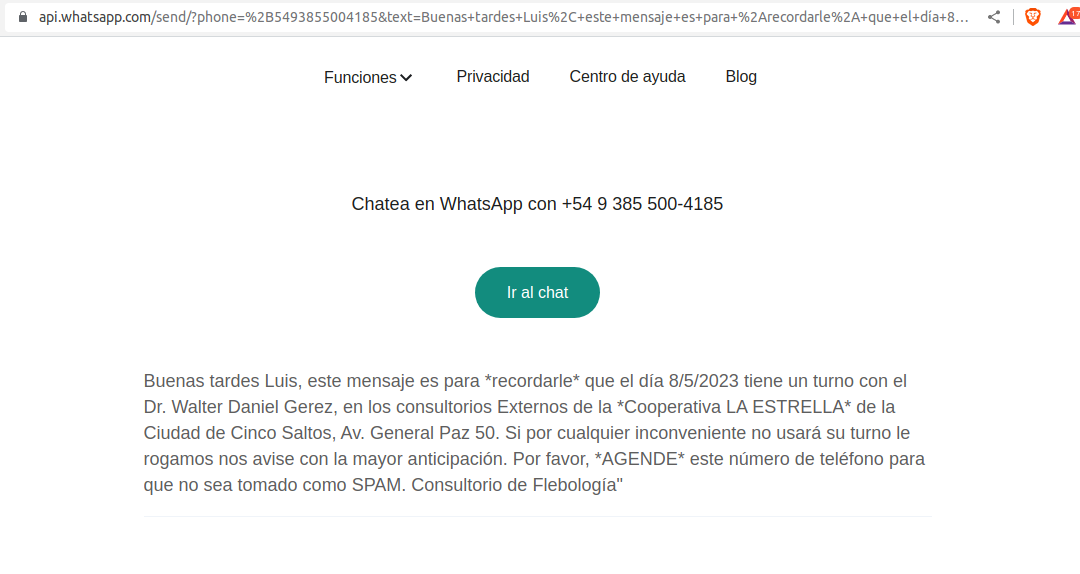 api.whatsapp.com/send/?phone=%2B5493855004185&text=Buenas+tardes+Luis%2C+este+mensaje+es+para+%2Arecordarle%2A+que+el+día+8...
Funciones Privacidad Centro de ayuda Blog
Chatea en WhatsApp con +54 9 385 500-4185
Ir al chat
Buenas tardes Luis, este mensaje es para *recordarle* que el día 8/5/2023 tiene un turno con el
Dr. Walter Daniel Gerez, en los consultorios Externos de la *Cooperativa LA ESTRELLA* de la
Ciudad de Cinco Saltos, Av. General Paz 50. Si por cualquier inconveniente no usará su turno le
rogamos nos avise con la mayor anticipación. Por favor, *AGENDE* este número de teléfono para
que no sea tomado como SPAM. Consultorio de Flebología"